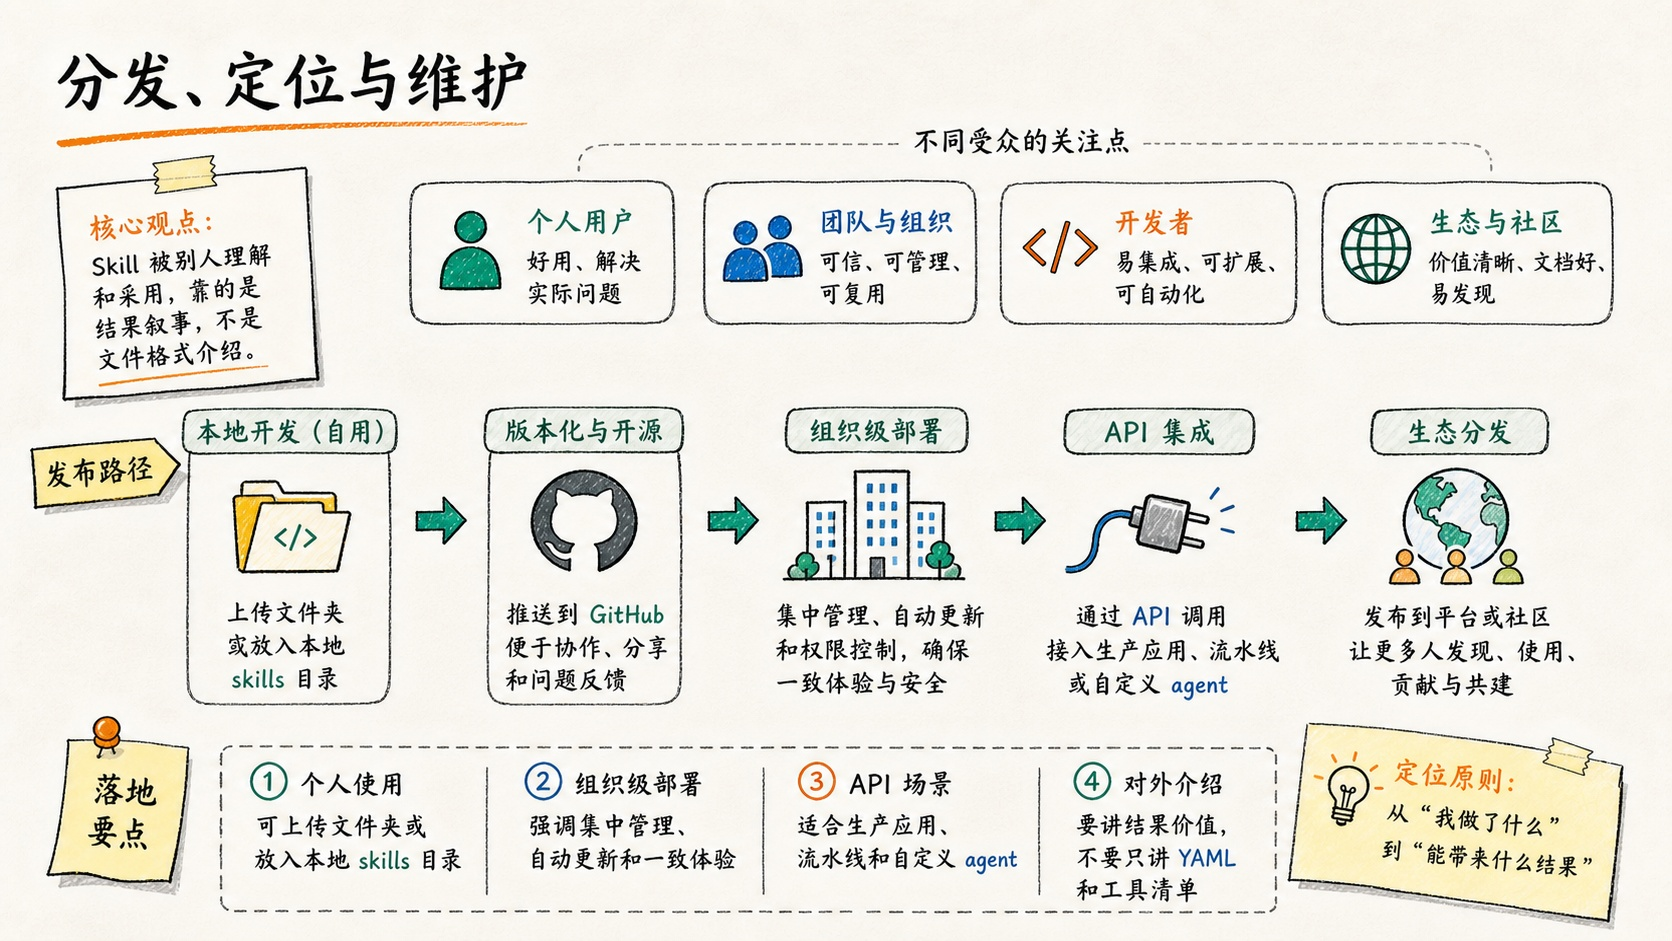 分发、定位与维护
核心观点：
Skill 被别人理解
和采用，靠的是
结果叙事，不是
文件格式介绍。
不同受众的关注点
个人用户
好用、解决
实际问题
团队与组织
可信、可管理、
可复用
开发者
易集成、可扩展、
可自动化
生态与社区
价值清晰、文档好、
易发现
发布路径
本地开发（自用）
</>
上传文件夹
或放入本地
skills 目录
版本化与开源
推送到 GitHub
便于协作、分享
和问题反馈
组织级部署
集中管理、自动更新
和权限控制，确保
一致体验与安全
API 集成
通过 API 调用
接入生产应用、流水线
或自定义 agent
生态分发
发布到平台或社区
让更多人发现、使用、
贡献与共建
落地
要点
1 个人使用
可上传文件夹或
放入本地 skills 目录
2 组织级部署
强调集中管理、
自动更新和一致体验
3 API 场景
适合生产应用、
流水线和自定义 agent
4 对外介绍
要讲结果价值，
不要只讲 YAML
和工具清单
定位原则：
从“我做了什么”
到“能带来什么结果”